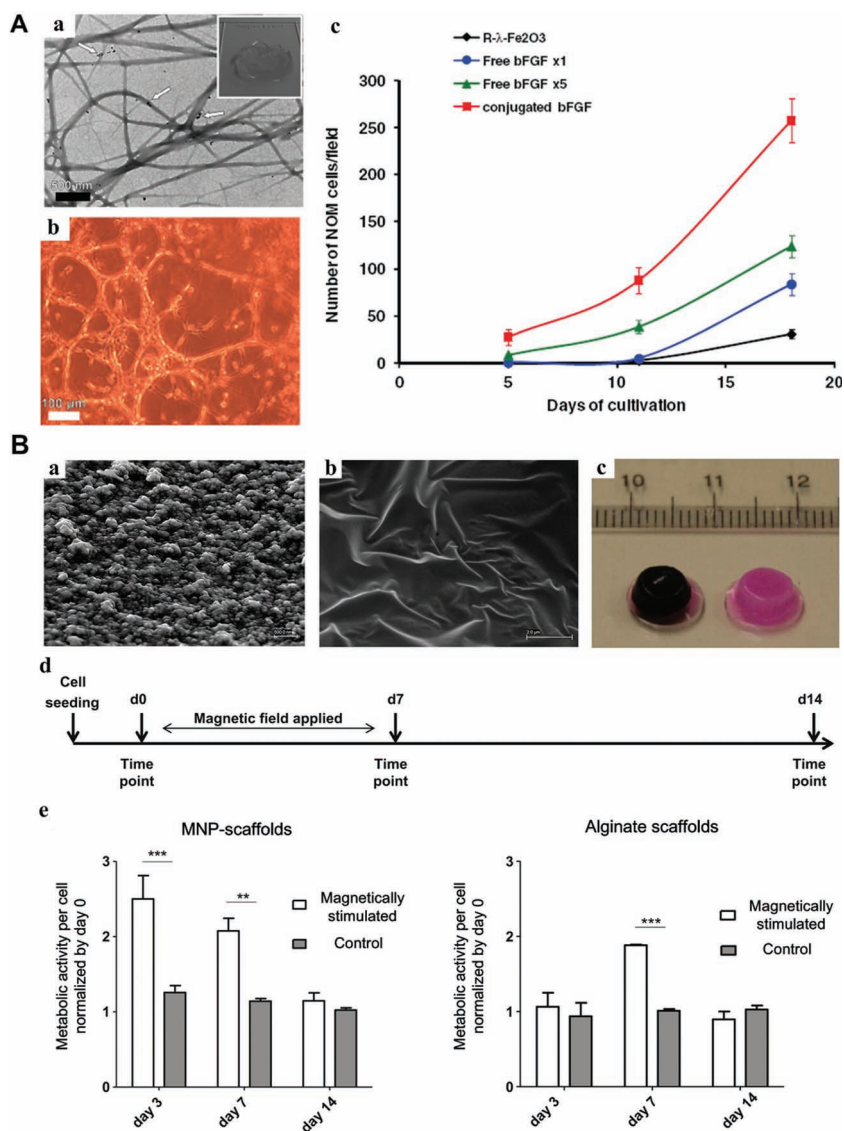 A
a
500 nm
b
100 μm
c
R-λ-Fe2O3
Free bFGF x1
Free bFGF x5
conjugated bFGF
Number of NOM cells/field
300
250
200
150
100
50
0
0 5 10 15 20
Days of cultivation
B
a
b
c
10 11 12
d
Cell
seeding
d0
Magnetic field applied
d7
d14
Time
point
Time
point
Time
point
e
MNP-scaffolds
Metabolic activity per cell
normalized by day 0
3
2
1
0
***
**
Magnetically
stimulated
Control
day 3
day 7
day 14
Alginate scaffolds
Metabolic activity per cell
normalized by day 0
3
2
1
0
***
Magnetically
stimulated
Control
day 3
day 7
day 14